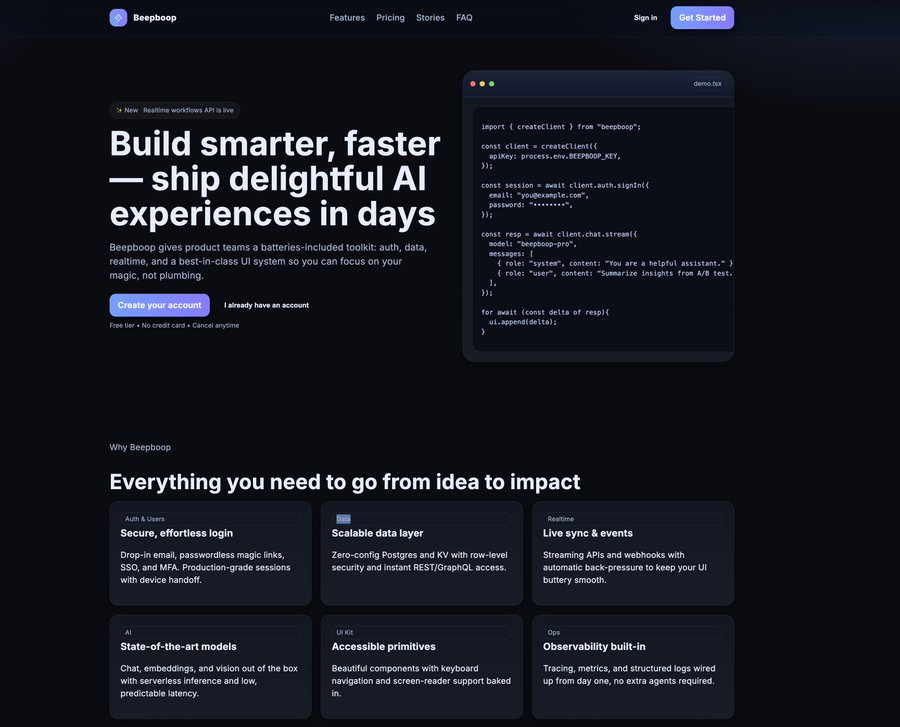 Beepboop
Features Pricing Stories FAQ
Sign in
Get Started
✨ New Realtime workflows API is live
Build smarter, faster
— ship delightful AI
experiences in days
Beepboop gives product teams a batteries-included toolkit: auth, data,
realtime, and a best-in-class UI system so you can focus on your
magic, not plumbing.
Create your account
I already have an account
Free tier • No credit card • Cancel anytime
demo.tsx
import { createClient } from "beepboop";
const client = createClient({
apiKey: process.env.BEEPBOOP_KEY,
});
const session = await client.auth.signIn({
email: "you@example.com",
password: "••••••••",
});
const resp = await client.chat.stream({
model: "beepboop-pro",
messages: [
{ role: "system", content: "You are a helpful assistant." }
{ role: "user", content: "Summarize insights from A/B test.
],
});
for await (const delta of resp){
ui.append(delta);
}
Why Beepboop
Everything you need to go from idea to impact
Auth & Users
Secure, effortless login
Drop-in email, passwordless magic links,
SSO, and MFA. Production-grade sessions
with device handoff.
Data
Scalable data layer
Zero-config Postgres and KV with row-level
security and instant REST/GraphQL access.
Realtime
Live sync & events
Streaming APIs and webhooks with
automatic back-pressure to keep your UI
buttery smooth.
AI
State-of-the-art models
Chat, embeddings, and vision out of the box
with serverless inference and low,
predictable latency.
UI Kit
Accessible primitives
Beautiful components with keyboard
navigation and screen-reader support baked
in.
Ops
Observability built-in
Tracing, metrics, and structured logs wired
up from day one, no extra agents required.